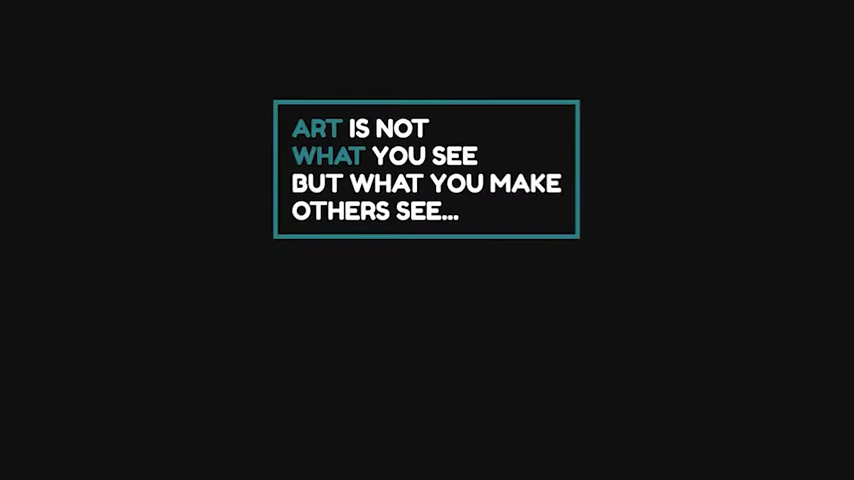 ART IS NOT
WHAT YOU SEE
BUT WHAT YOU MAKE
OTHERS SEE...